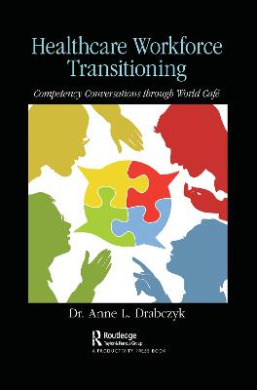 Healthcare Workforce
Transitioning
Competency Conversations through World Café
Dr. Anne L. Drabczyk
Routledge
Taylor & Francis Group
A PRODUCTIVITY PRESS BOOK